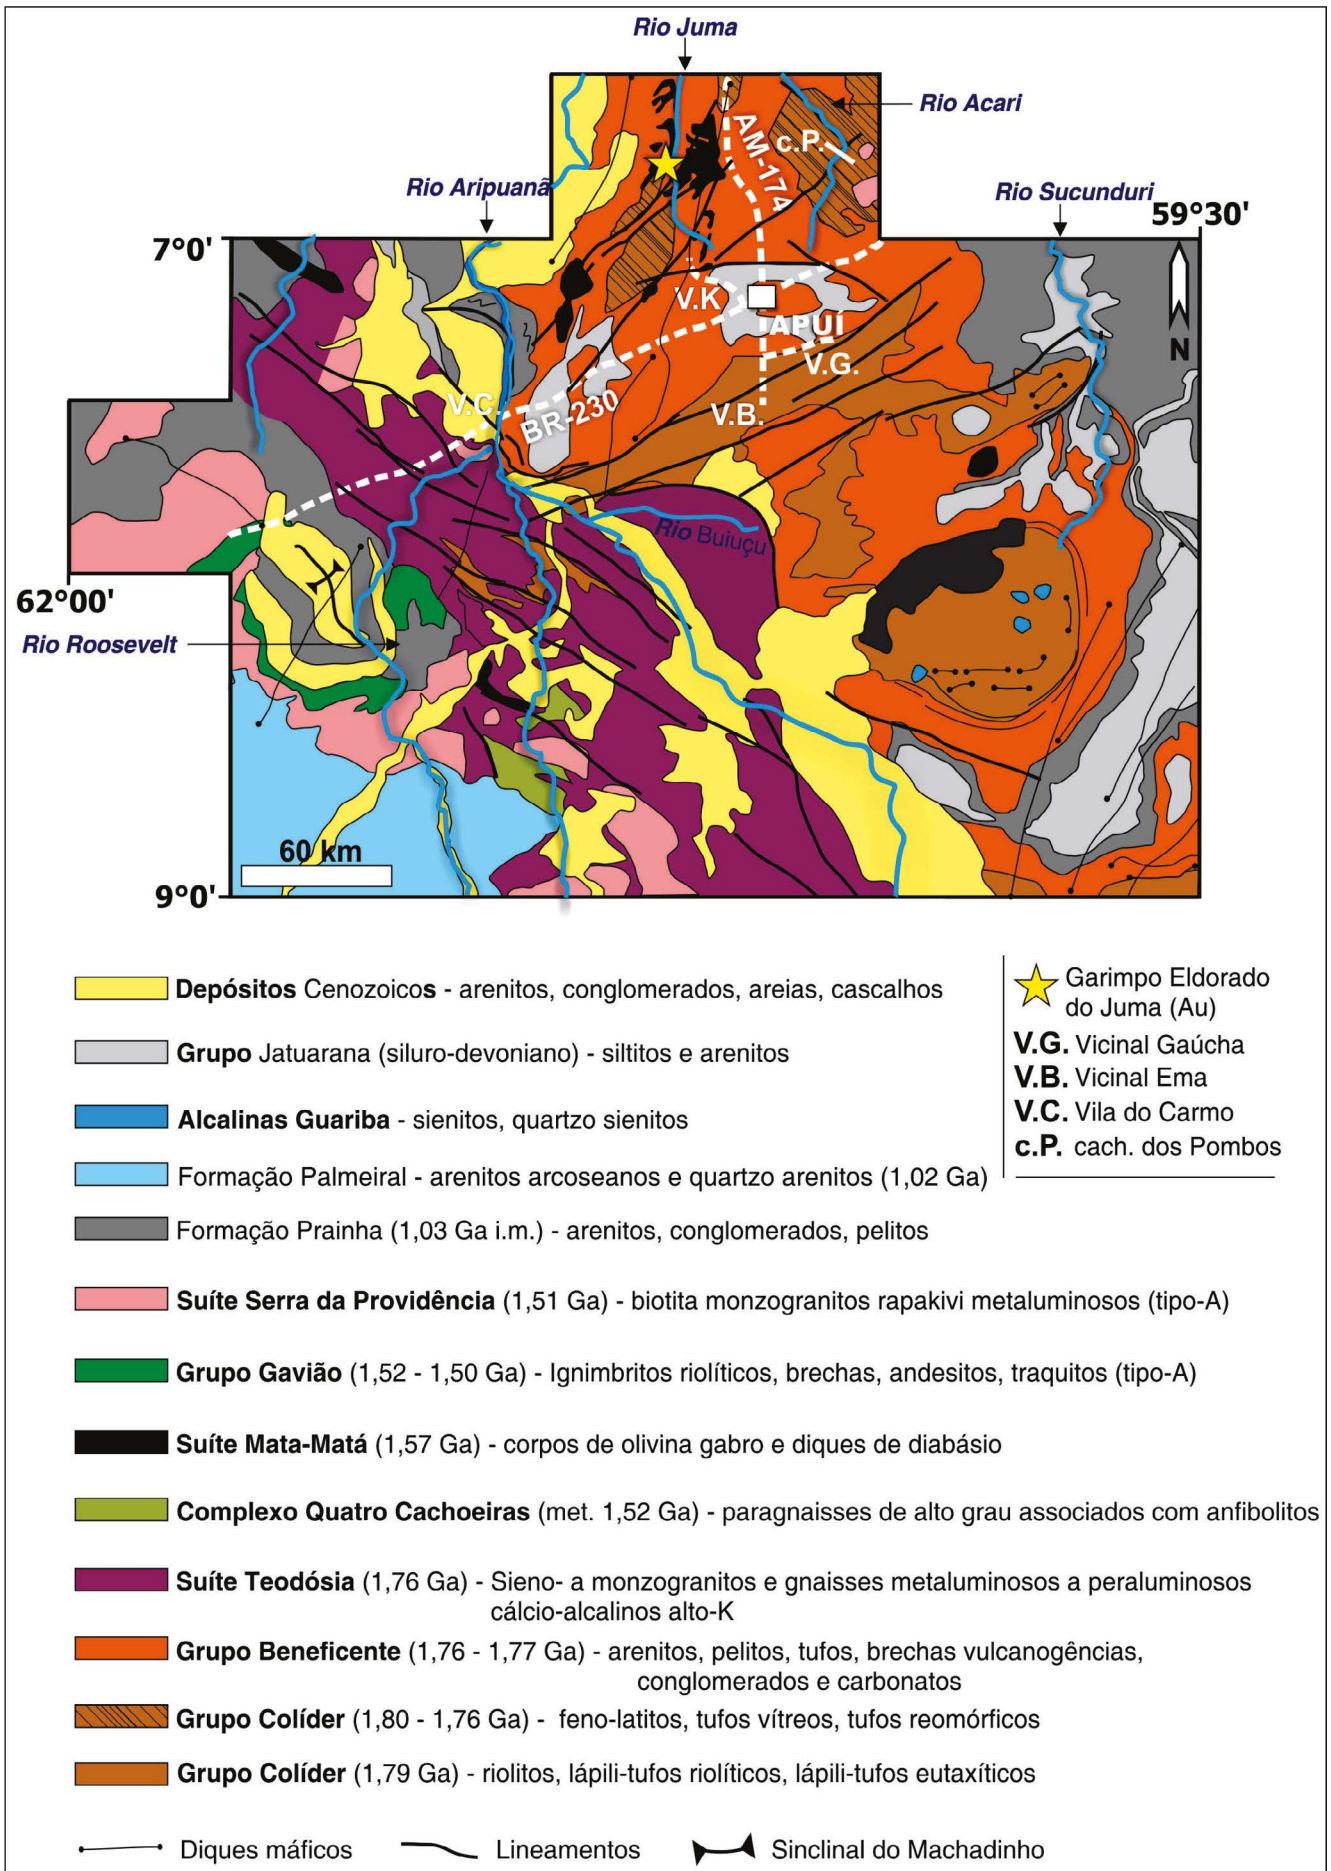 Rio Juma
Rio Acari
AM-174
c.P.
Rio Aripuanã
Rio Sucunduri
59°30'
7°0'
V.K
APUÍ
N
V.G.
V.C.
BR-230
V.B.
Rio Buiuçu
62°00'
Rio Roosevelt
60 km
9°0'
Depósitos Cenozoicos - arenitos, conglomerados, areias, cascalhos
Grupo Jatuarana (siluro-devoniano) - siltitos e arenitos
Alcalinas Guariba - sienitos, quartzo sienitos
Formação Palmeiral - arenitos arcoseanos e quartzo arenitos (1,02 Ga)
Formação Prainha (1,03 Ga i.m.) - arenitos, conglomerados, pelitos
Suíte Serra da Providência (1,51 Ga) - biotita monzogranitos rapakivi metaluminosos (tipo-A)
Grupo Gavião (1,52 - 1,50 Ga) - Ignimbritos riolíticos, brechas, andesitos, traquitos (tipo-A)
Suíte Mata-Matá (1,57 Ga) - corpos de olivina gabro e diques de diabásio
Complexo Quatro Cachoeiras (met. 1,52 Ga) - paragnaisses de alto grau associados com anfibolitos
Suíte Teodósia (1,76 Ga) - Sieno- a monzogranitos e gnaisses metaluminosos a peraluminosos
cálcio-alcalinos alto-K
Grupo Beneficente (1,76 - 1,77 Ga) - arenitos, pelitos, tufos, brechas vulcanogências,
conglomerados e carbonatos
Grupo Colíder (1,80 - 1,76 Ga) - feno-latitos, tufos vítreos, tufos reomórficos
Grupo Colíder (1,79 Ga) - riolitos, lápili-tufos riolíticos, lápili-tufos eutaxíticos
Diques máficos
Lineamentos
Sinclinal do Machadinho
Garimpo Eldorado
do Juma (Au)
V.G. Vicinal Gaúcha
V.B. Vicinal Ema
V.C. Vila do Carmo
c.P. cach. dos Pombos